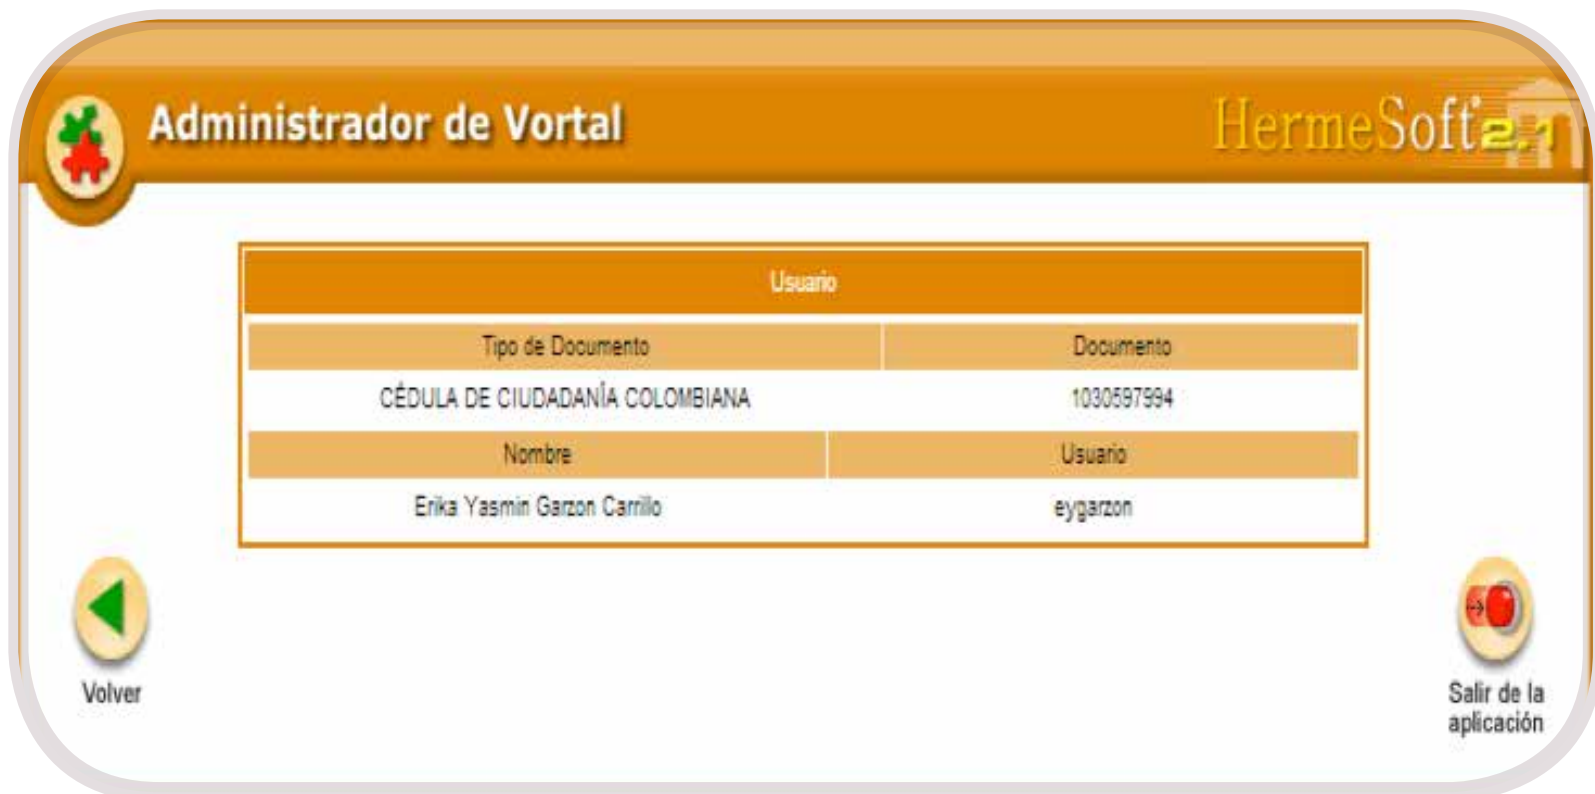 Administrador de Vortal
HermeSoft 2.1
Usuario
Tipo de Documento Documento
CÉDULA DE CIUDADANÍA COLOMBIANA 1030597994
Nombre Usuario
Erika Yasmin Garzon Carrillo eygarzon
Volver
Salir de la
aplicación